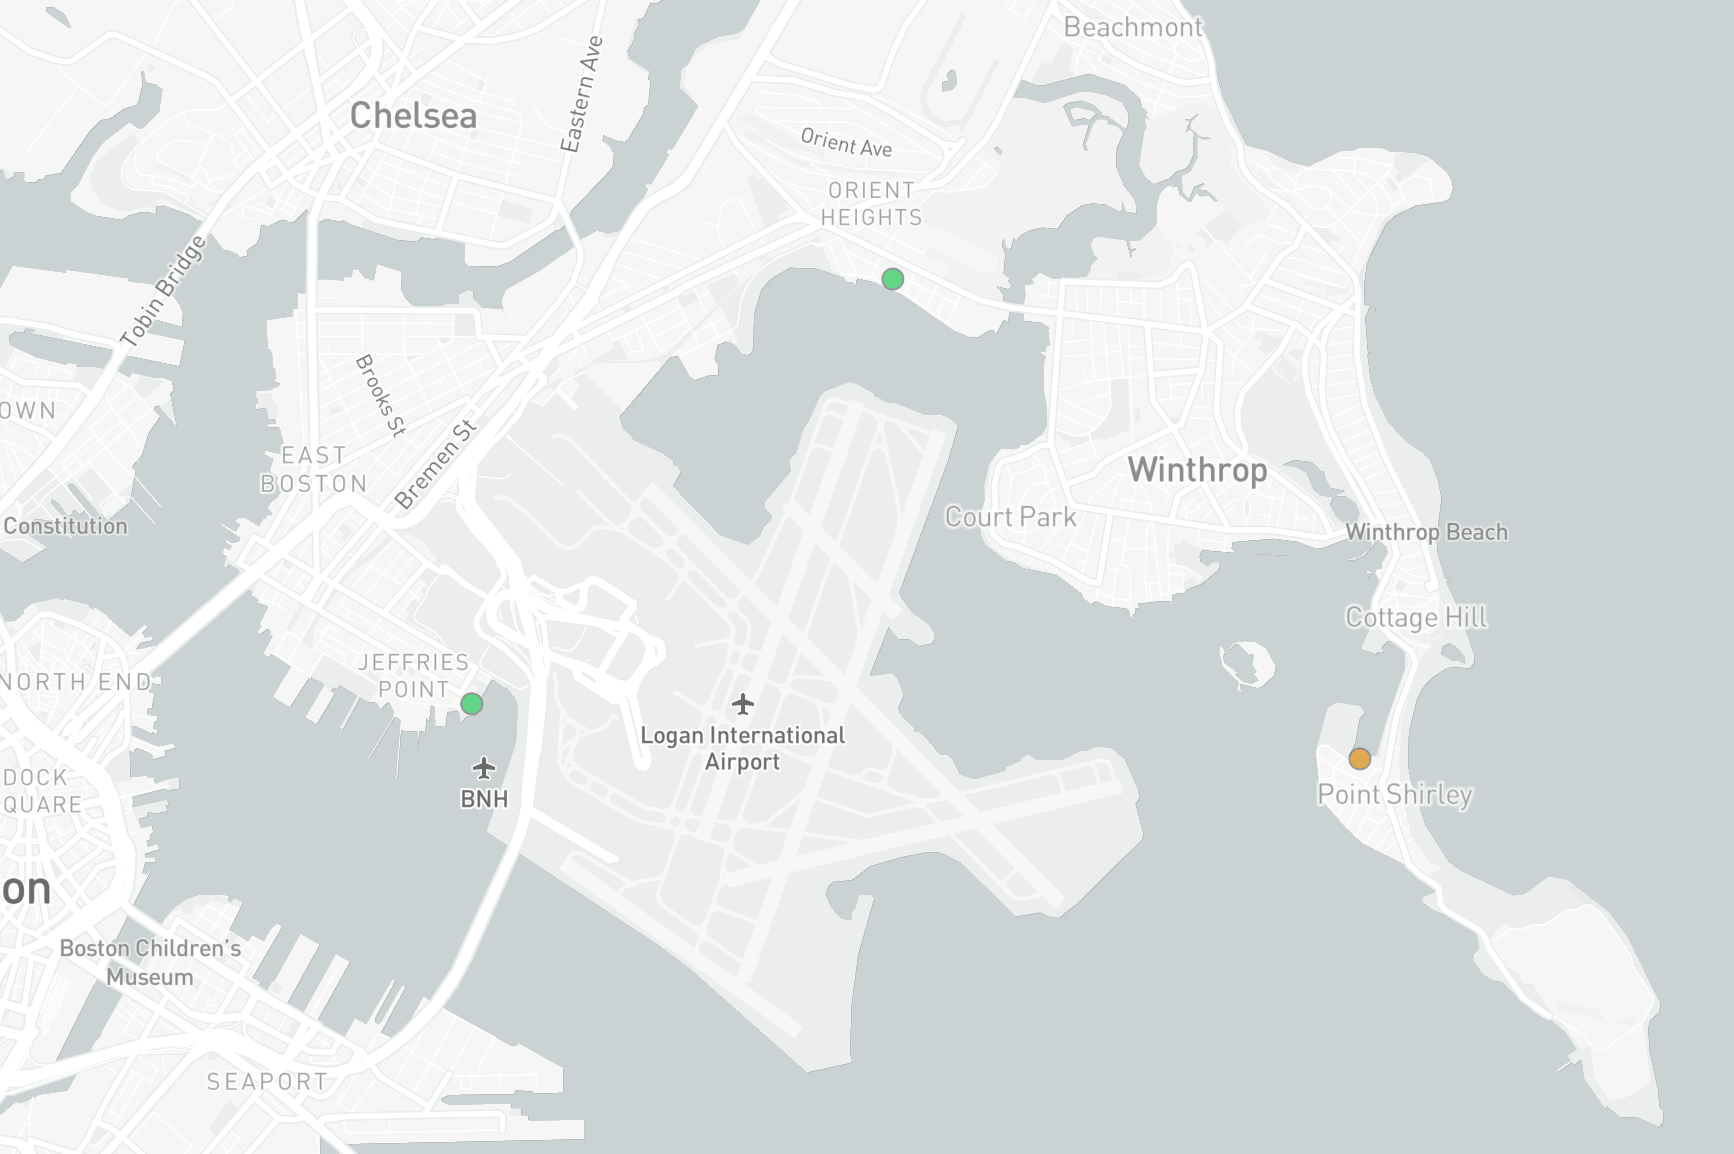 Beachmont
Eastern Ave
Chelsea
Orient Ave
ORIENT
HEIGHTS
Tobin Bridge
Brooks St
OWN
EAST
BOSTON
Bremen St
Winthrop
Court Park
Constitution
Winthrop Beach
Cottage Hill
JEFFRIES
POINT
NORTH END
Logan International
Airport
DOCK
QUARE
BNH
Point Shirley
on
Boston Children's
Museum
SEAPORT